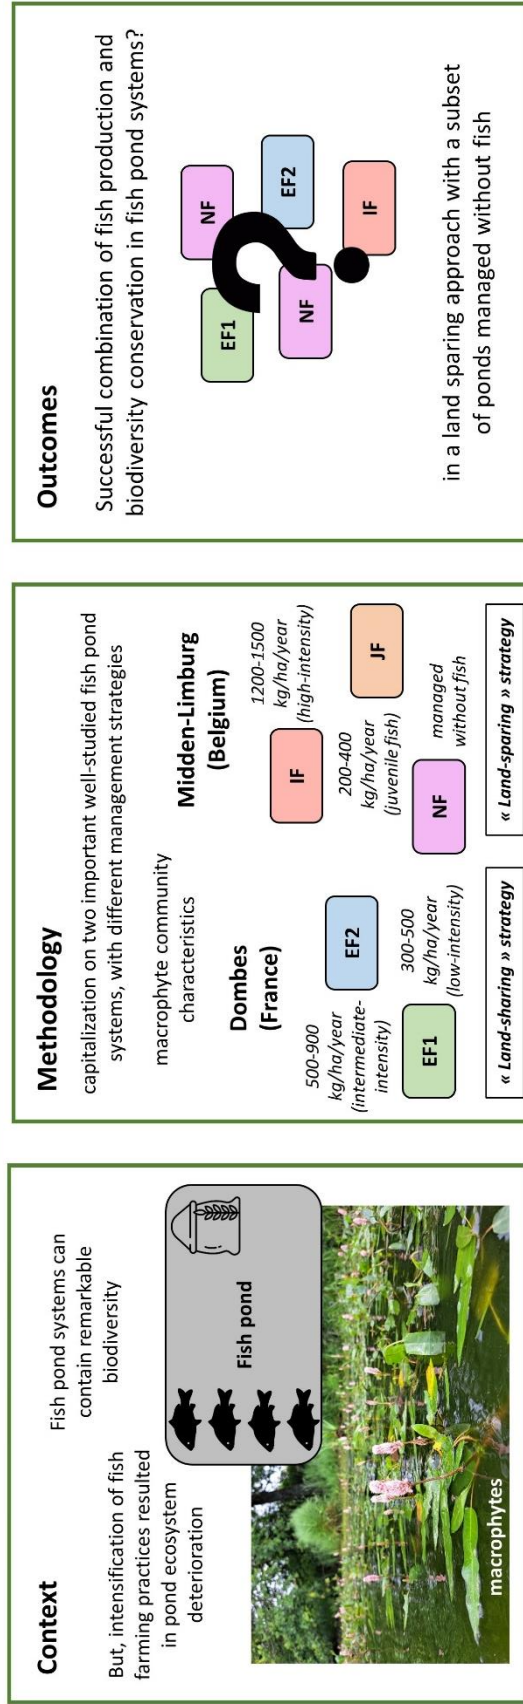 Context
Fish pond systems can
contain remarkable
biodiversity
But, intensification of fish
farming practices resulted
in pond ecosystem
deterioration
Fish pond
macrophytes
Methodology
capitalization on two important well-studied fish pond
systems, with different management strategies
macrophyte community
characteristics
Dombes
(France)
500-900
kg/ha/year
(intermediate-
intensity)
EF2
EF1
300-500
kg/ha/year
(low-intensity)
« Land-sharing » strategy
Midden-Limburg
(Belgium)
IF
1200-1500
kg/ha/year
(high-intensity)
200-400
kg/ha/year
(juvenile fish)
JF
NF
managed
without fish
« Land-sparing » strategy
Outcomes
Successful combination of fish production and
biodiversity conservation in fish pond systems?
EF1
NF
NF
EF2
IF
?
in a land sparing approach with a subset
of ponds managed without fish